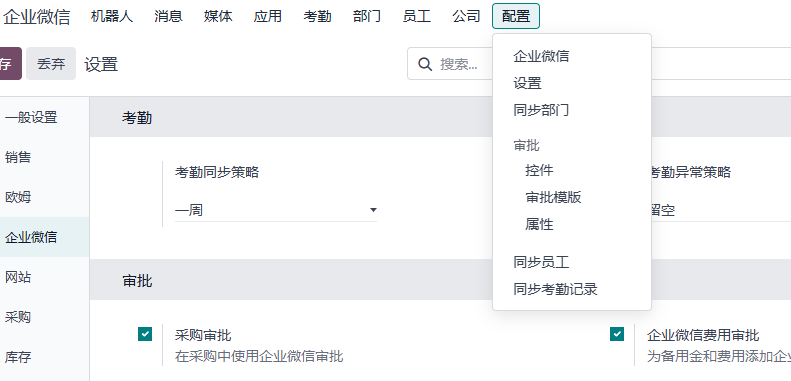 企业微信 机器人 消息 媒体 应用 考勤 部门 员工 公司 配置
存 丢弃 设置 搜索...
企业微信
设置
同步部门
审批
控件
审批模版
属性
同步员工
同步考勤记录
一般设置
销售
欧姆
企业微信
网站
采购
库存
考勤
考勤同步策略
一周
考勤异常策略
留空
审批
采购审批
在采购中使用企业微信审批
企业微信费用审批
为备用金和费用添加企业